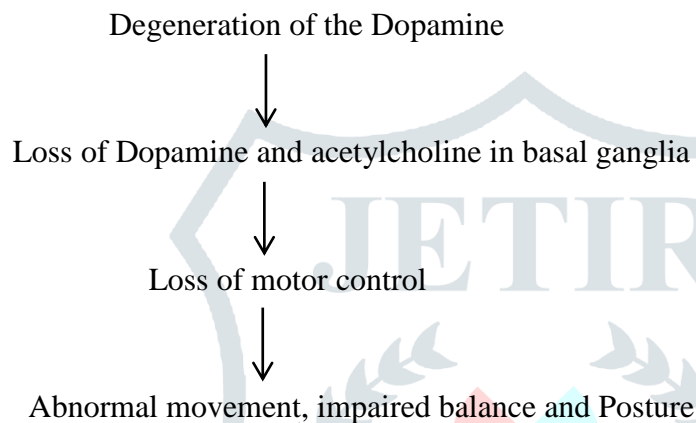 Degeneration of the Dopamine
Loss of Dopamine and acetylcholine in basal ganglia
JETIR
Loss of motor control
Abnormal movement, impaired balance and Posture